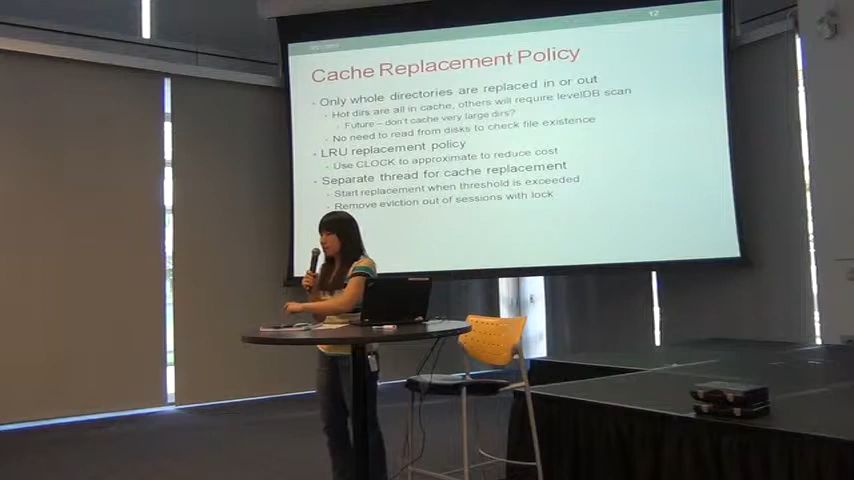 12
Cache Replacement Policy
• Only whole directories are replaced in or out
• Hot dirs are all in cache, others will require levelDB scan
• Future – don't cache very large dirs?
• No need to read from disks to check file existence
• LRU replacement policy
• Use CLOCK to approximate to reduce cost
• Separate thread for cache replacement
• Start replacement when threshold is exceeded
• Remove eviction out of sessions with lock